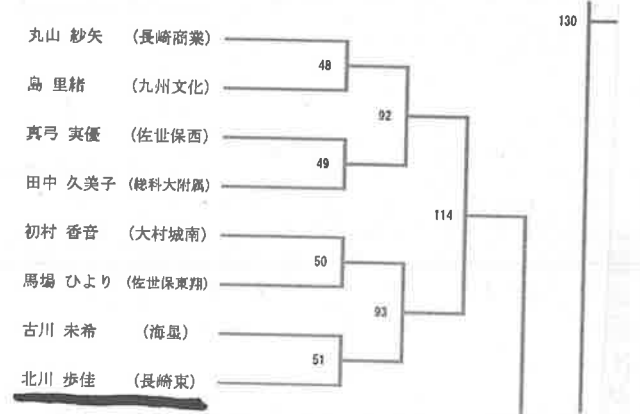 130
丸山 紗矢 (長崎商業)
48
島 里緒 (九州文化)
92
真弓 実優 (佐世保西)
49
田中 久美子 (総科大附属)
114
初村 香音 (大村城南)
50
馬場 ひより (佐世保東翔)
93
古川 未希 (海星)
51
北川 歩佳 (長崎東)